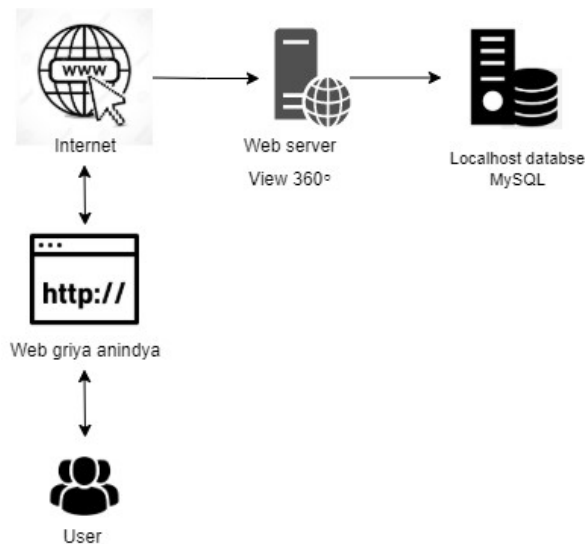 www
Internet
Web server
View 360°
Localhost databse
MySQL
http://
Web griya anindya
User